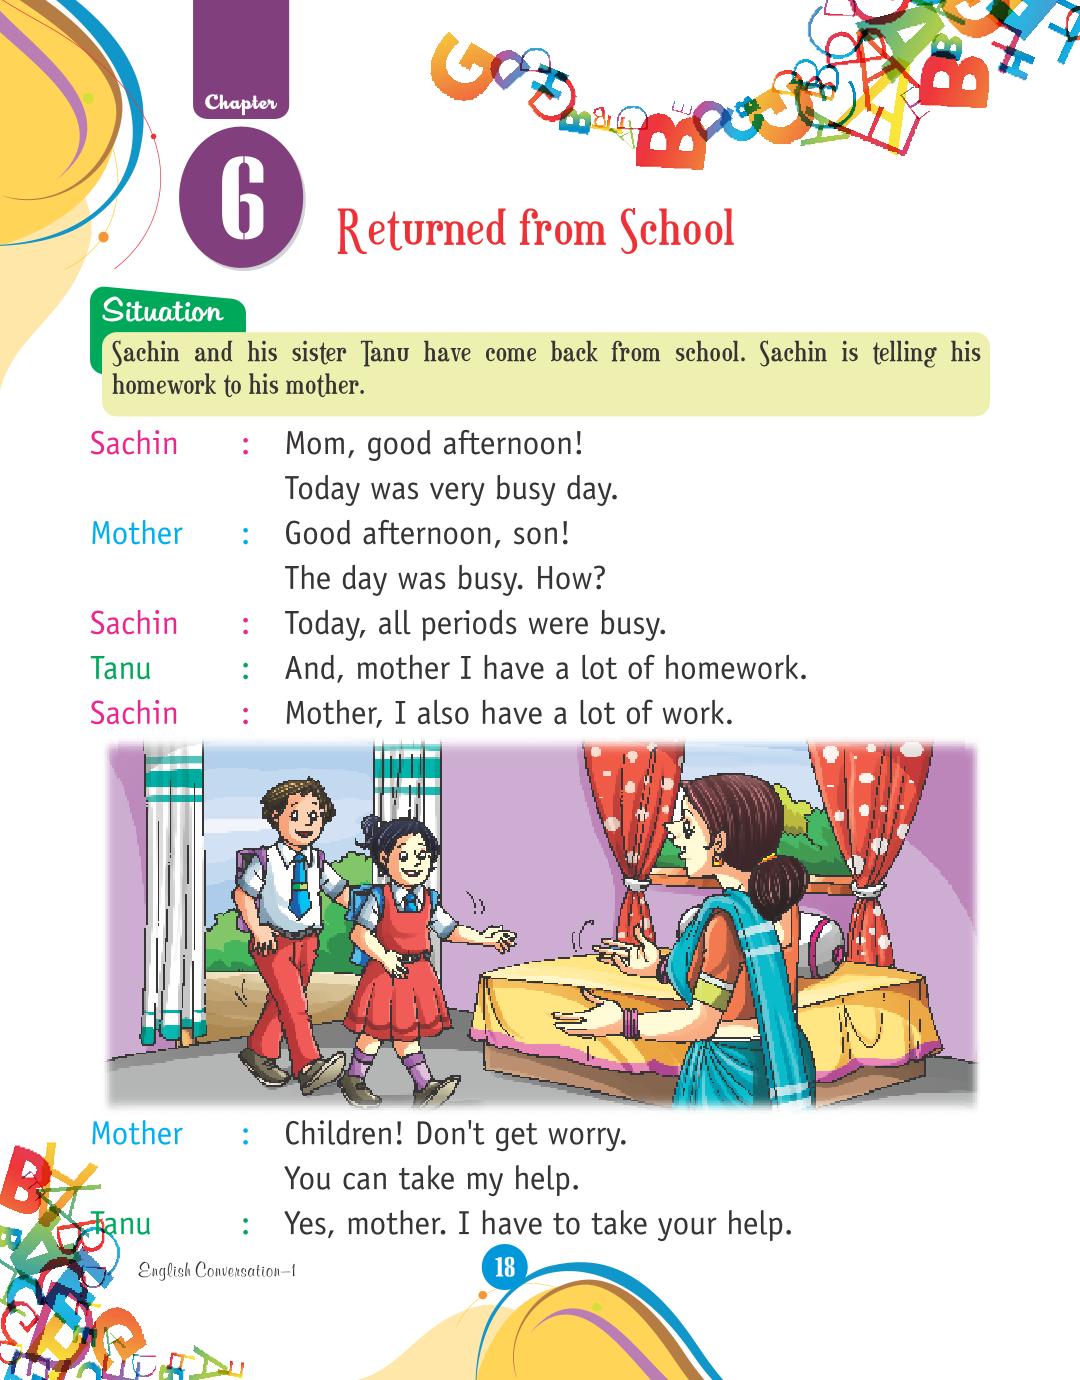 Chapter
6
Returned from School
Situation
Sachin and his sister Tanu have come back from school. Sachin is telling his
homework to his mother.
Sachin : Mom, good afternoon!
Today was very busy day.
Mother : Good afternoon, son!
The day was busy. How?
Sachin : Today, all periods were busy.
Tanu : And, mother I have a lot of homework.
Sachin : Mother, I also have a lot of work.
Mother : Children! Don't get worry.
You can take my help.
Tanu : Yes, mother. I have to take your help.
English Conversation–1
18